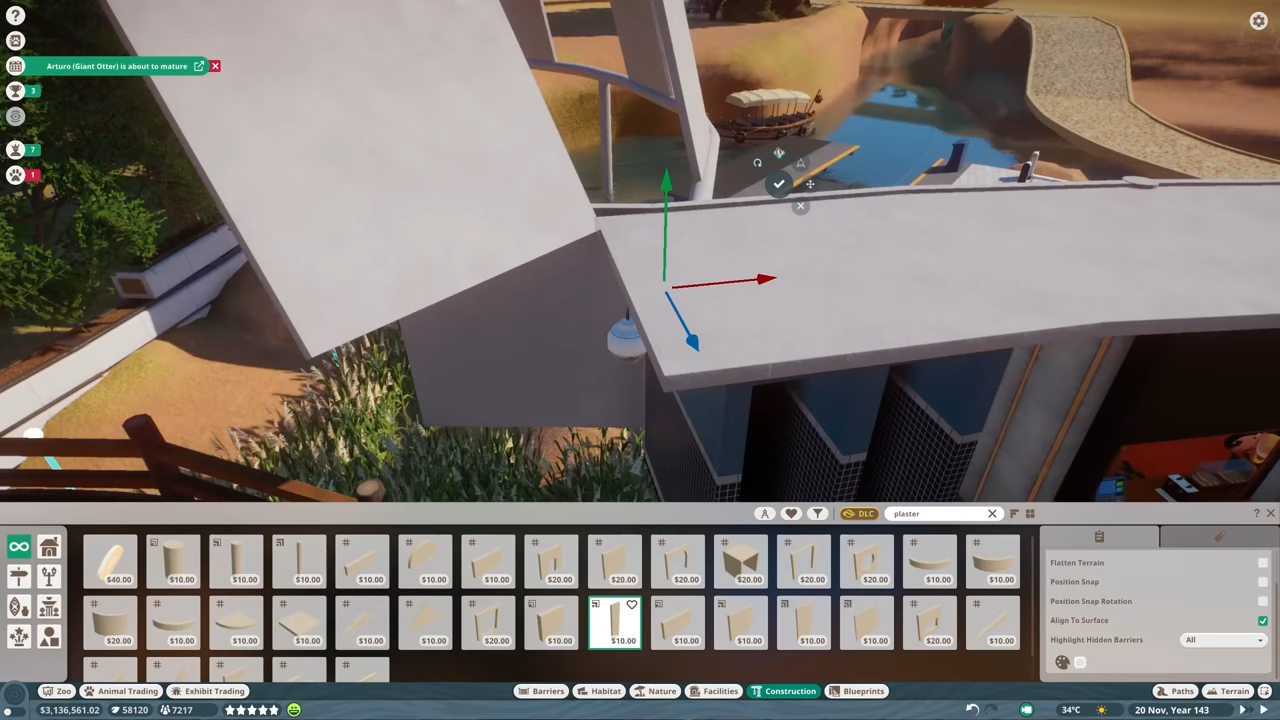 ?
Arturo (Giant Otter) is about to mature
3
7
1
DLC
plaster
?
$40.00 $10.00 $10.00 $10.00 $10.00 $10.00 $10.00 $20.00 $20.00 $20.00 $20.00 $20.00 $20.00 $10.00 $10.00
$20.00 $10.00 $10.00 $10.00 $10.00 $10.00 $20.00 $10.00 $10.00 $10.00 $10.00 $10.00 $10.00 $20.00 $10.00
Flatten Terrain
Position Snap
Position Snap Rotation
Align To Surface
Highlight Hidden Barriers
All
Zoo
Animal Trading
Exhibit Trading
Barriers
Habitat
Nature
Facilities
Construction
Blueprints
Paths
Terrain
$3,136,561.02
58120
7217
34°C
20 Nov, Year 143